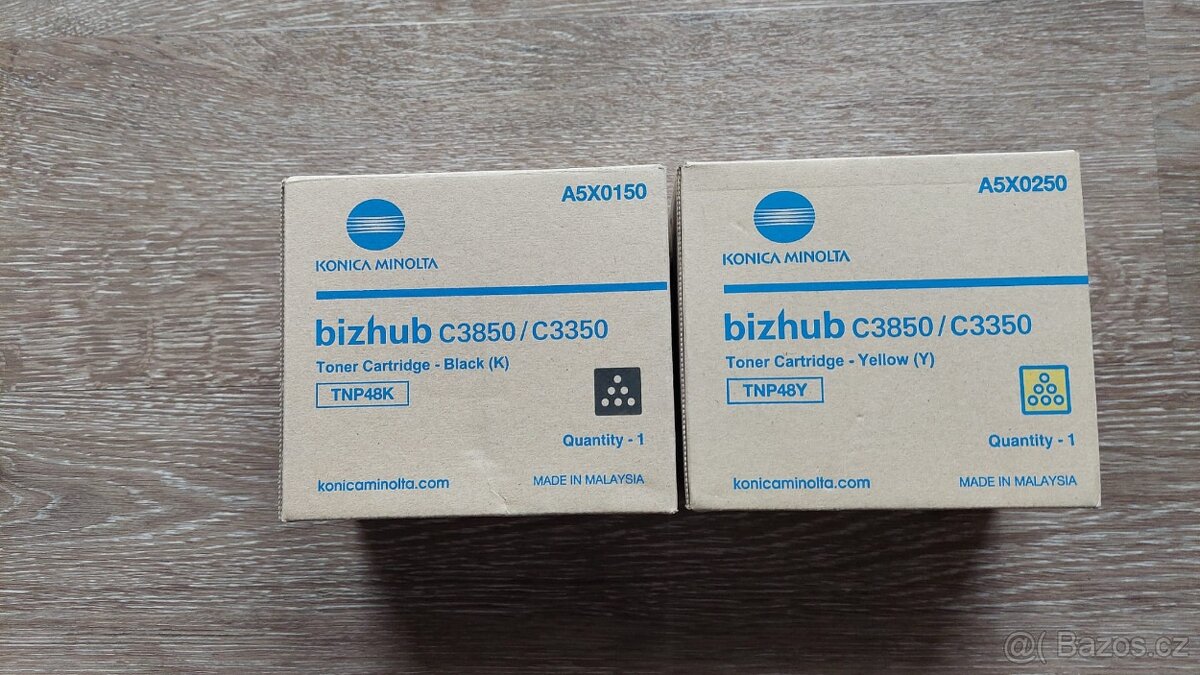 A5X0150
KONICA MINOLTA
bizhub C3850/C3350
Toner Cartridge - Black (K)
TNP48K
Quantity - 1
konicaminolta.com
MADE IN MALAYSIA
A5X0250
KONICA MINOLTA
bizhub C3850/C3350
Toner Cartridge - Yellow (Y)
TNP48Y
Quantity - 1
konicaminolta.com
MADE IN MALAYSIA
@( Bazos.cz